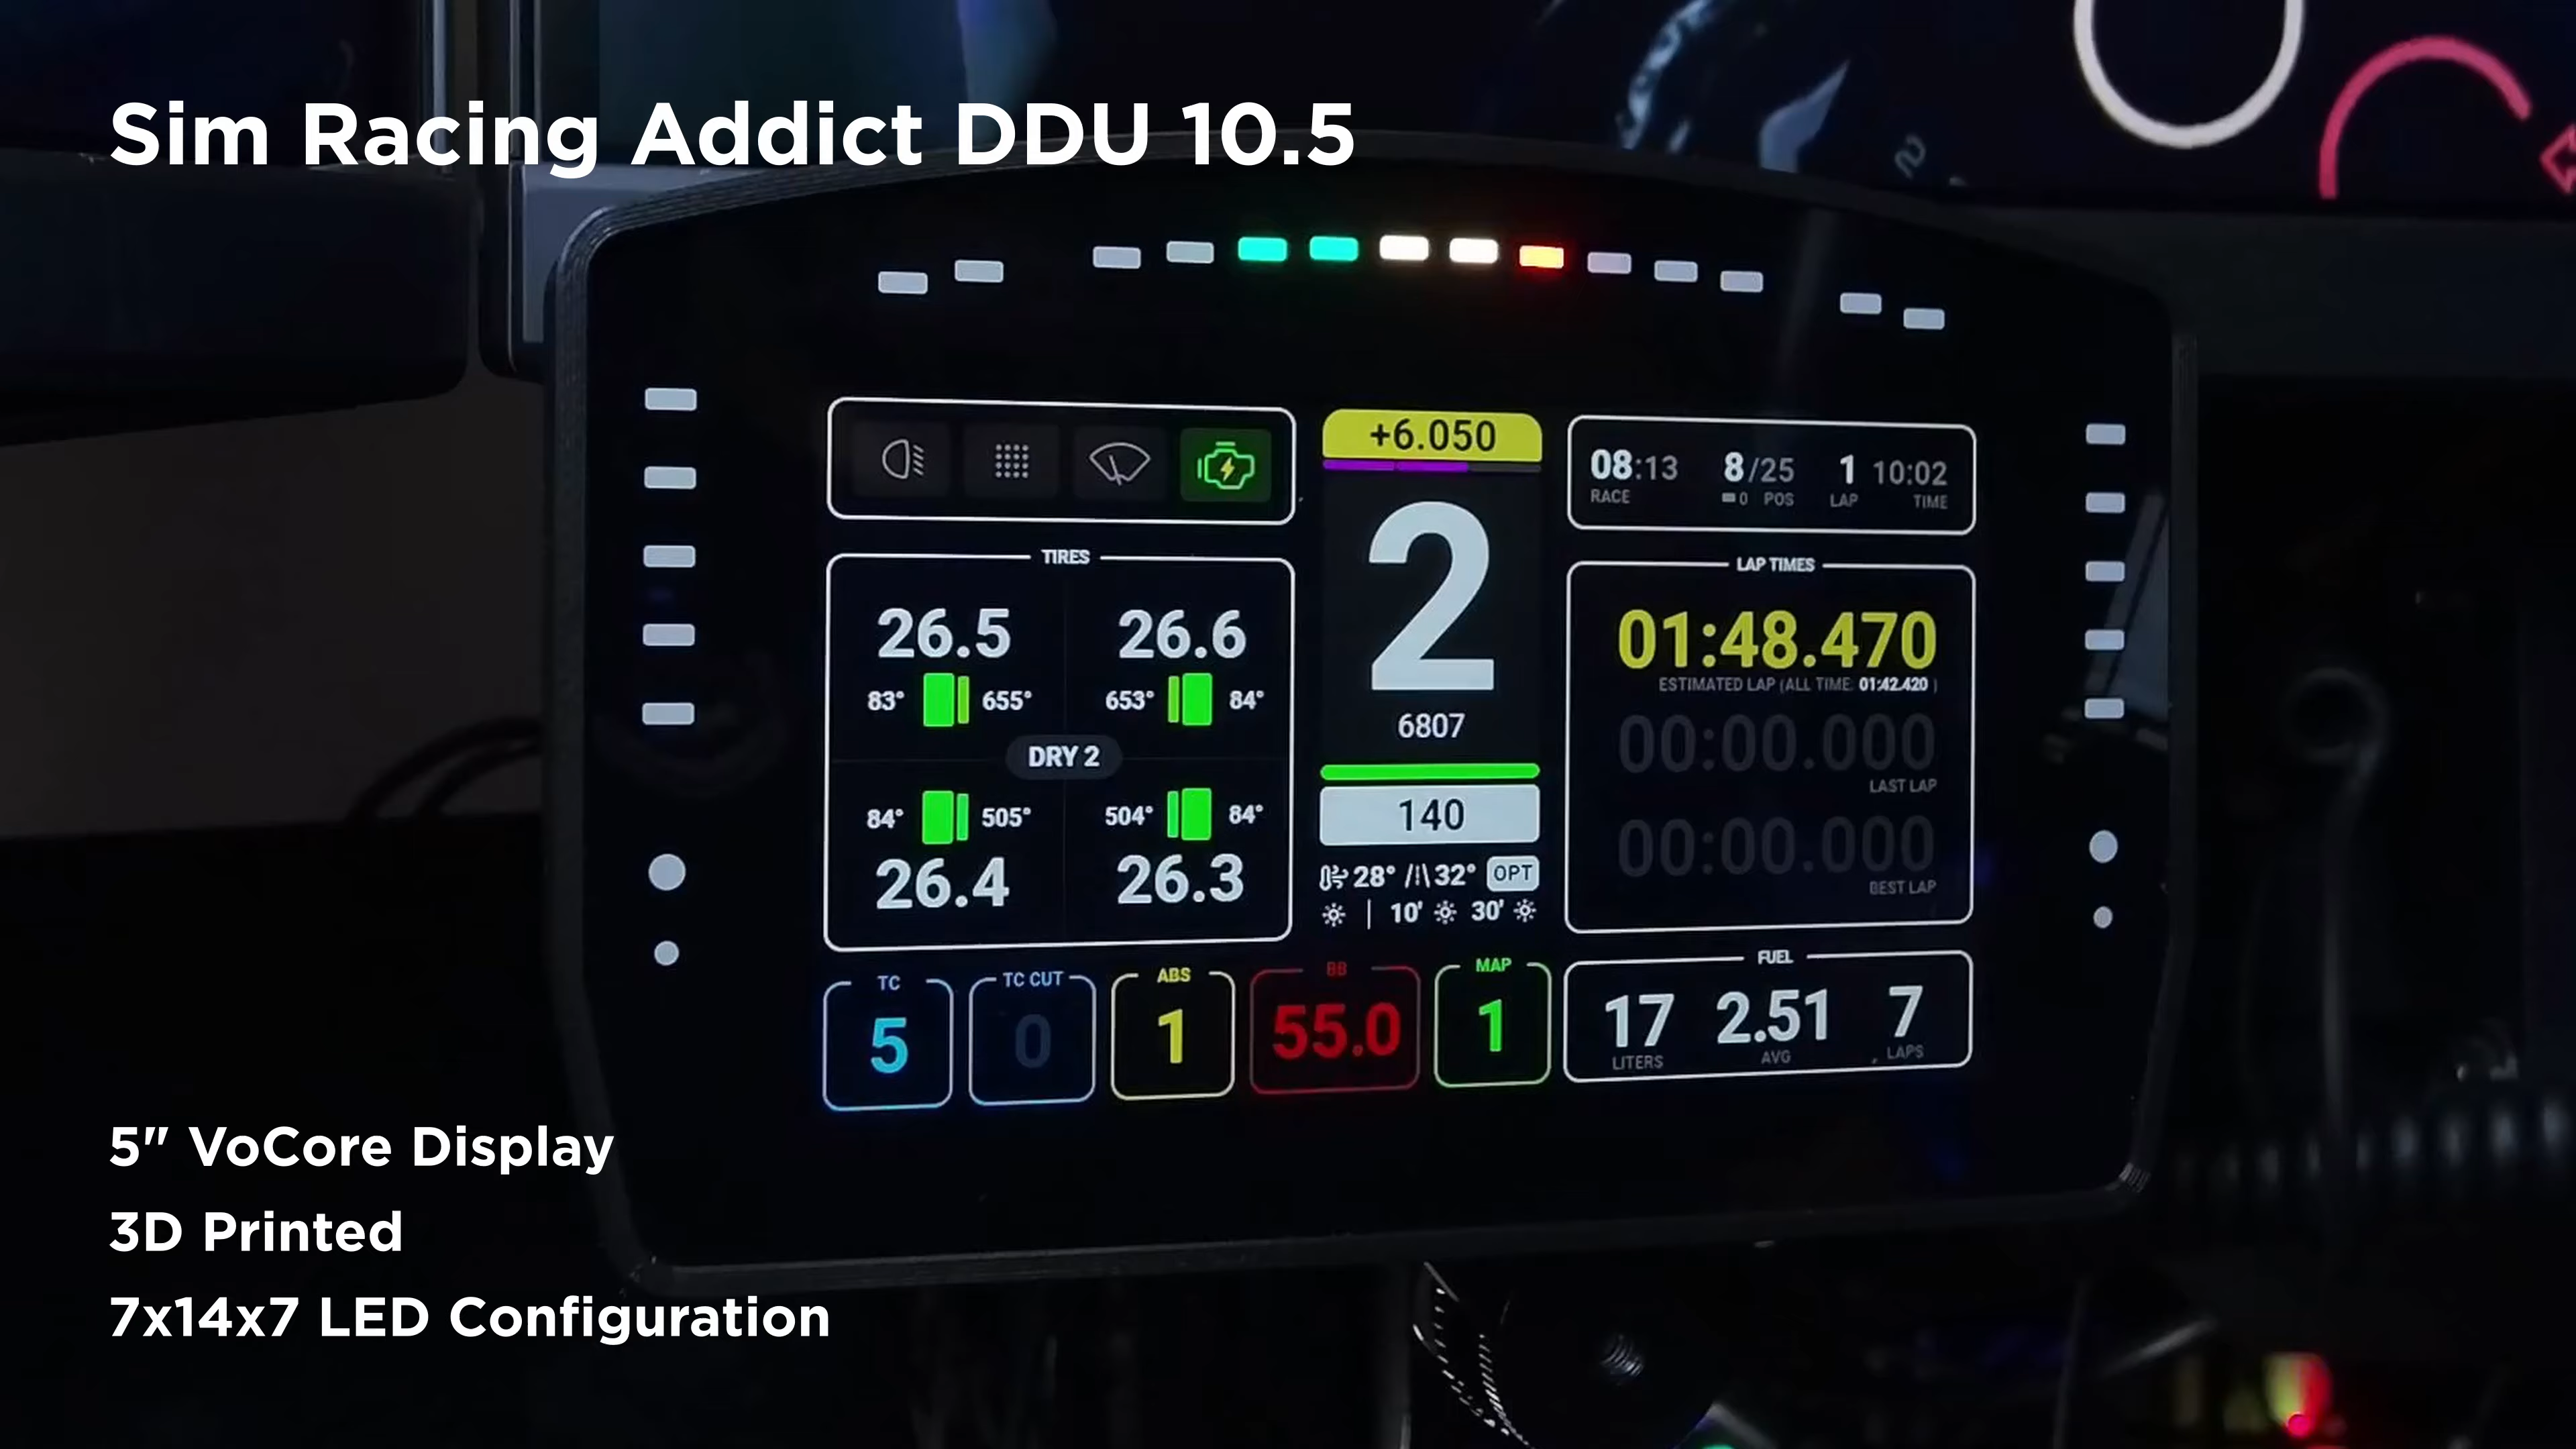 Sim Racing Addict DDU 10.5
+6.050
08:13 8/25 1 10:02
RACE 0 POS LAP TIME
2
6807
140
28° 32° OPT
10' 30'
TIRES
26.5 26.6
83° 655° 653° 84°
DRY 2
84° 505° 504° 84°
26.4 26.3
LAP TIMES
01:48.470
ESTIMATED LAP (ALL TIME: 01:42.420)
00:00.000
LAST LAP
00:00.000
BEST LAP
TC TC CUT ABS BB MAP
5 0 1 55.0 1
FUEL
17 2.51 7
LITERS AVG LAPS
5" VoCore Display
3D Printed
7x14x7 LED Configuration